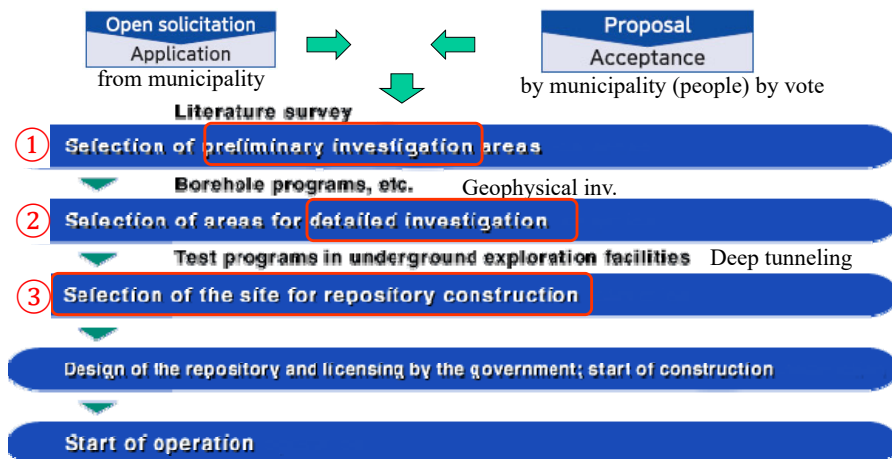 Open solicitation
Application
from municipality
Proposal
Acceptance
by municipality (people) by vote
Literature survey
① Selection of preliminary investigation areas
Borehole programs, etc. Geophysical inv.
② Selection of areas for detailed investigation
Test programs in underground exploration facilities Deep tunneling
③ Selection of the site for repository construction
Design of the repository and licensing by the government; start of construction
Start of operation